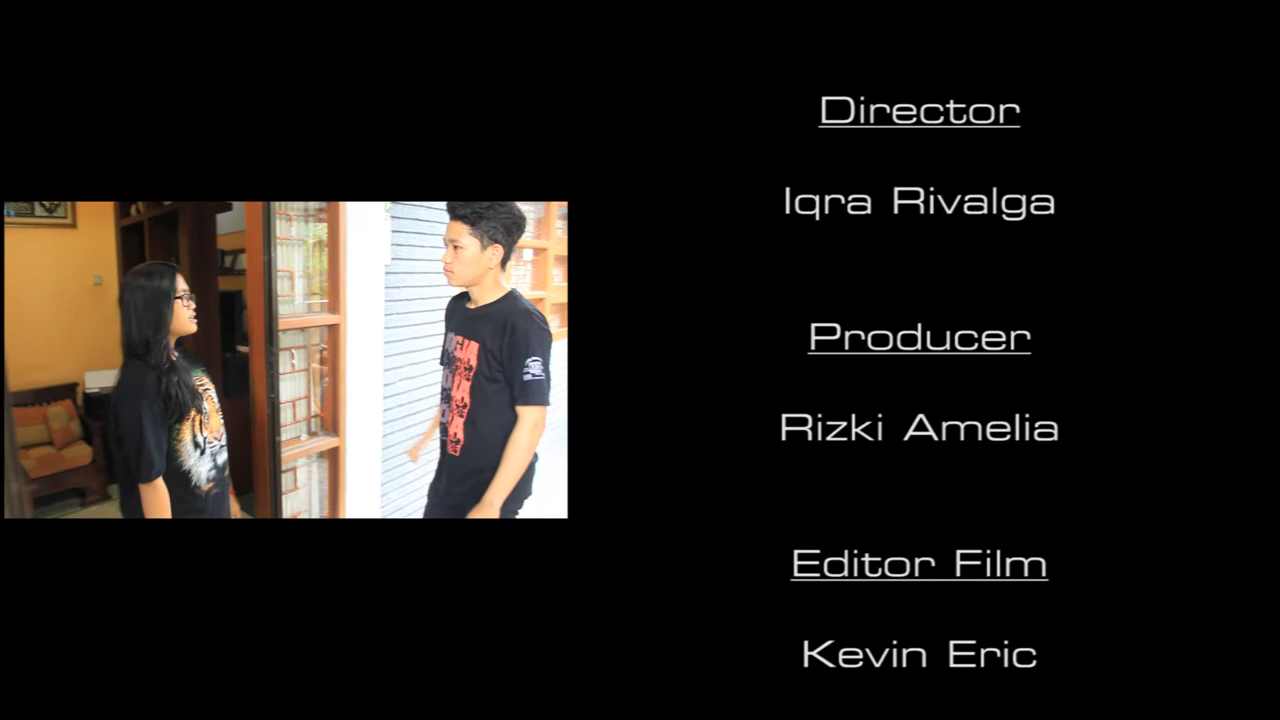 Director
Iqra Rivalga
Producer
Rizki Amelia
Editor Film
Kevin Eric